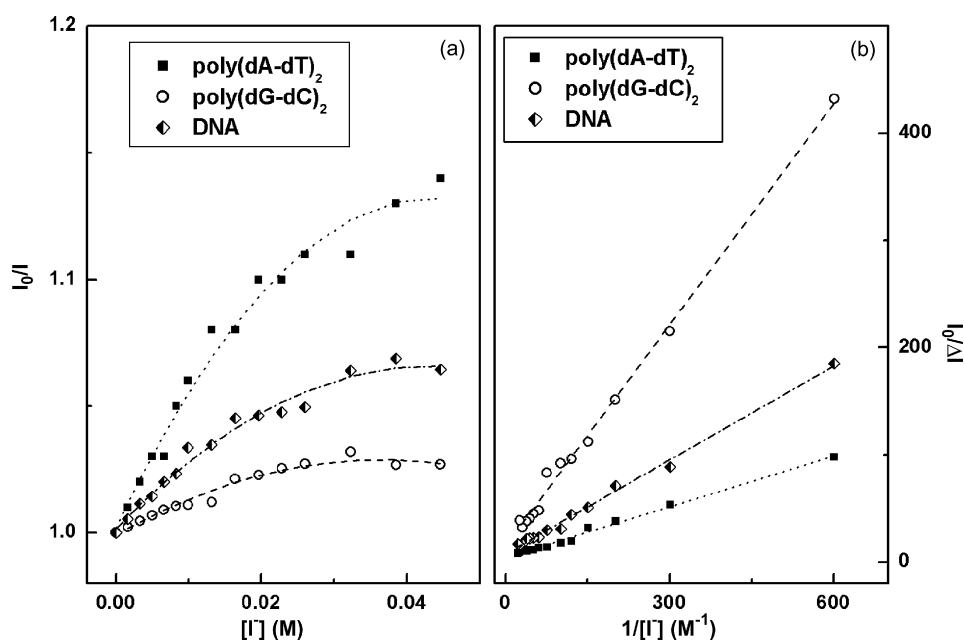 (a)
poly(dA-dT)₂
poly(dG-dC)₂
DNA
1.2
1.1
1.0
I₀/I
0.00 0.02 0.04
[I⁻] (M)
(b)
poly(dA-dT)₂
poly(dG-dC)₂
DNA
400
200
0
I₀/ΔI
0 300 600
1/[I⁻] (M⁻¹)